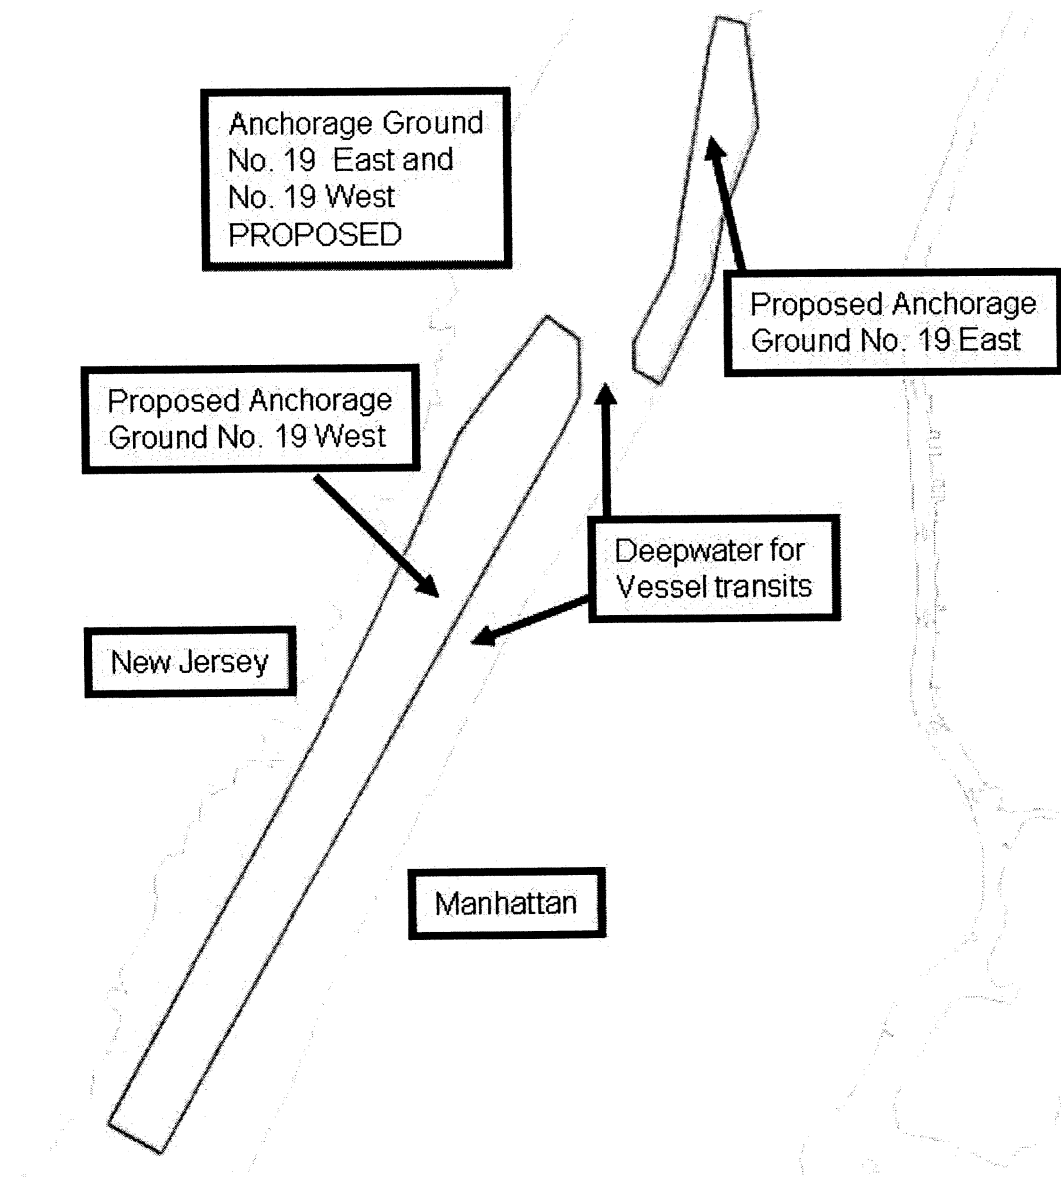 Anchorage Ground
No. 19 East and
No. 19 West
PROPOSED
Proposed Anchorage
Ground No. 19 East
Proposed Anchorage
Ground No. 19 West
Deepwater for
Vessel transits
New Jersey
Manhattan